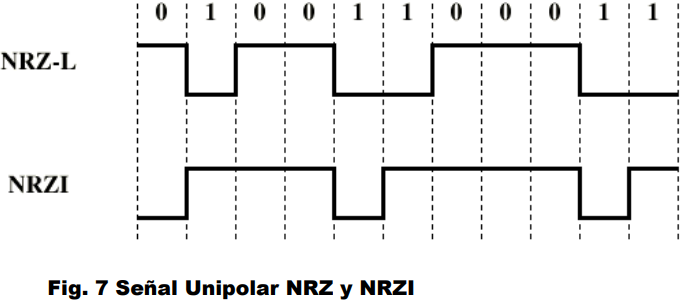 0 1 0 0 1 1 0 0 0 1 1
NRZ-L
NRZI
Fig. 7 Señal Unipolar NRZ y NRZI